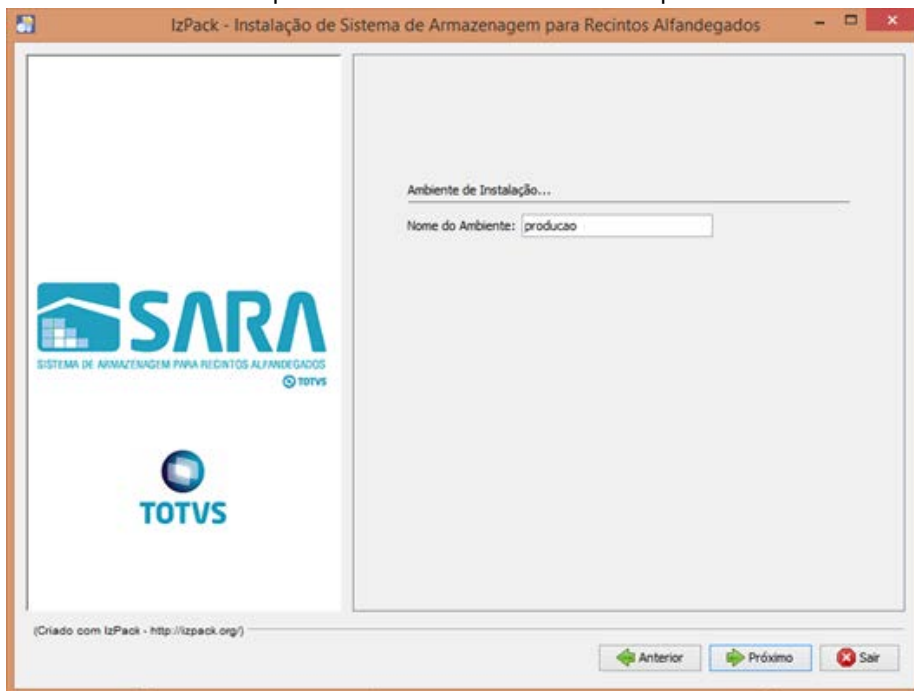 IzPack - Instalação de Sistema de Armazenagem para Recintos Alfandegados
Ambiente de Instalação...
Nome do Ambiente: producao
SARA
SISTEMA DE ARMAZENAGEM PARA RECINTOS ALFANDEGADOS
TOTVS
TOTVS
(Criado com IzPack - http://izpack.org/)
Anterior Próximo Sair